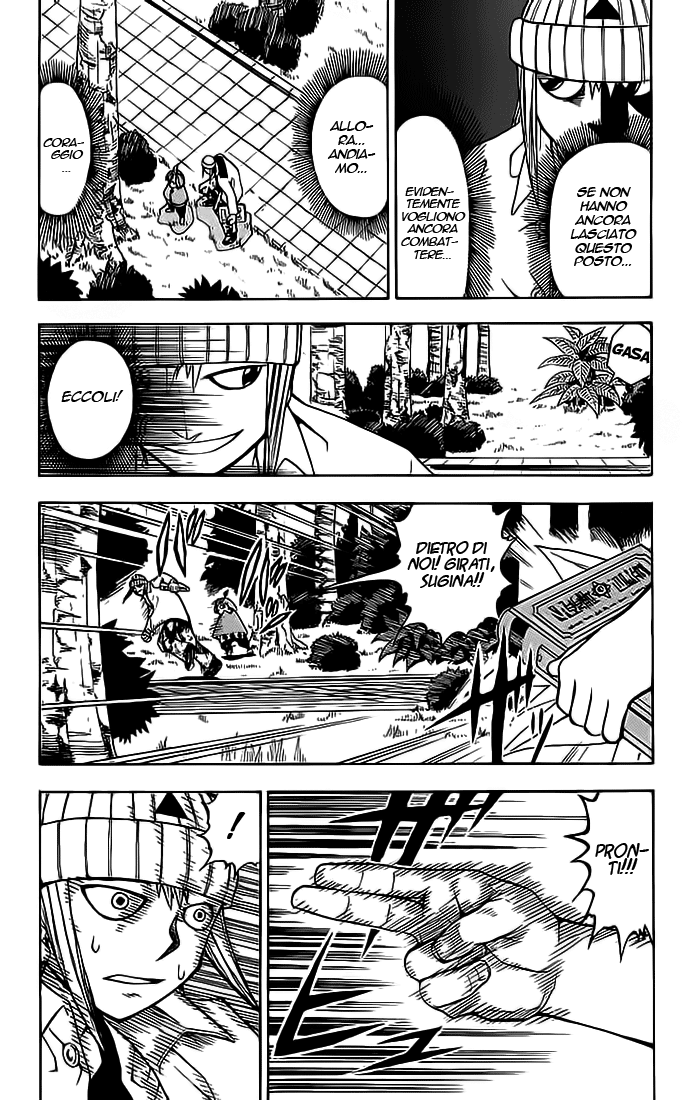 CORA-
GGIO
...
ALLO-
RA...
ANDIA-
MO...
EVIDEN-
TEMENTE
VOGLIONO
ANCORA
COMBAT-
TERE...
SE NON
HANNO
ANCORA
LASCIATO
QUESTO
POSTO...
ECCOLI!
GASA
DIETRO DI
NOI! GIRATI,
SUGINA!!
!
PRON-
TI!!!